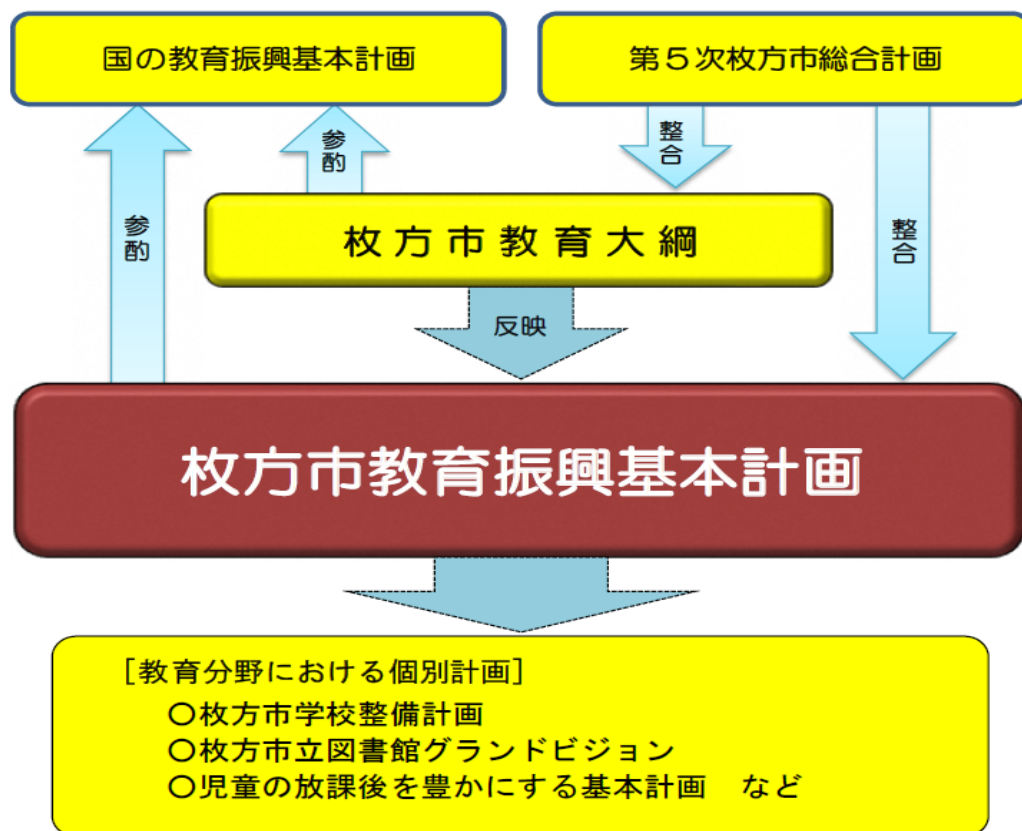 国の教育振興基本計画
第５次枚方市総合計画
参酌
整合
参酌
枚方市教育大綱
整合
反映
枚方市教育振興基本計画
［教育分野における個別計画］
〇枚方市学校整備計画
〇枚方市立図書館グランドビジョン
〇児童の放課後を豊かにする基本計画　など